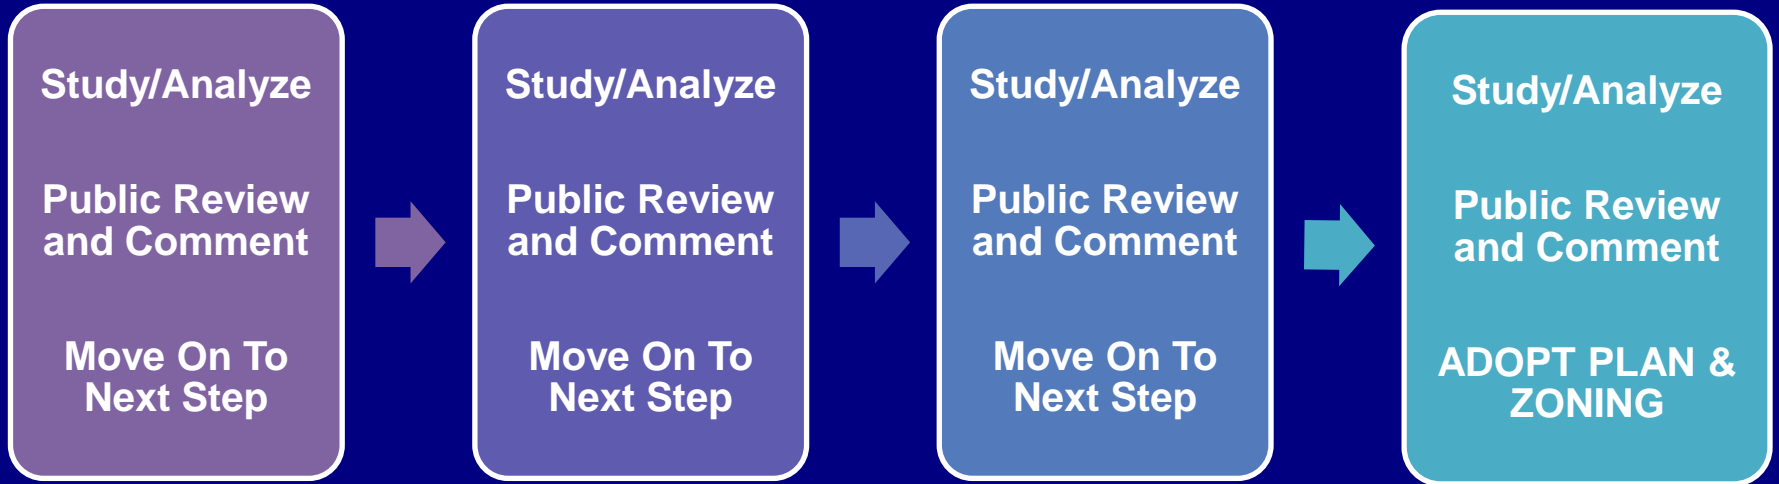 Study/Analyze
Public Review
and Comment
Move On To
Next Step
Study/Analyze
Public Review
and Comment
Move On To
Next Step
Study/Analyze
Public Review
and Comment
Move On To
Next Step
Study/Analyze
Public Review
and Comment
ADOPT PLAN &
ZONING